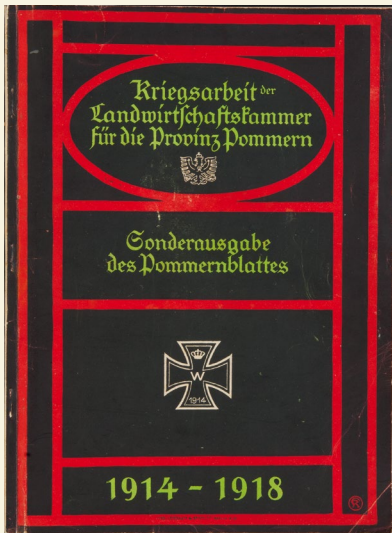 Kriegsarbeit der
Landwirtschaftskammer
für die Provinz Pommern
Sonderausgabe
des Pommernblattes
W
1914
1914 - 1918